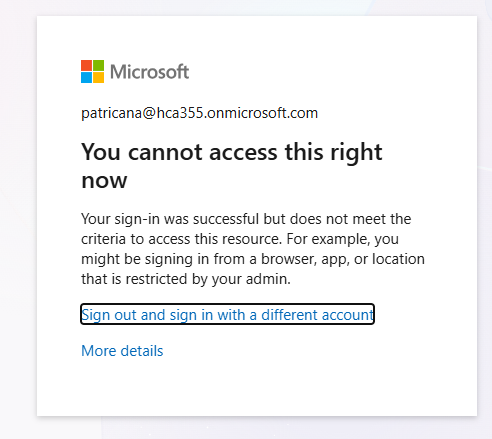 Microsoft
patricana@hca355.onmicrosoft.com
You cannot access this right
now
Your sign-in was successful but does not meet the
criteria to access this resource. For example, you
might be signing in from a browser, app, or location
that is restricted by your admin.
Sign out and sign in with a different account
More details